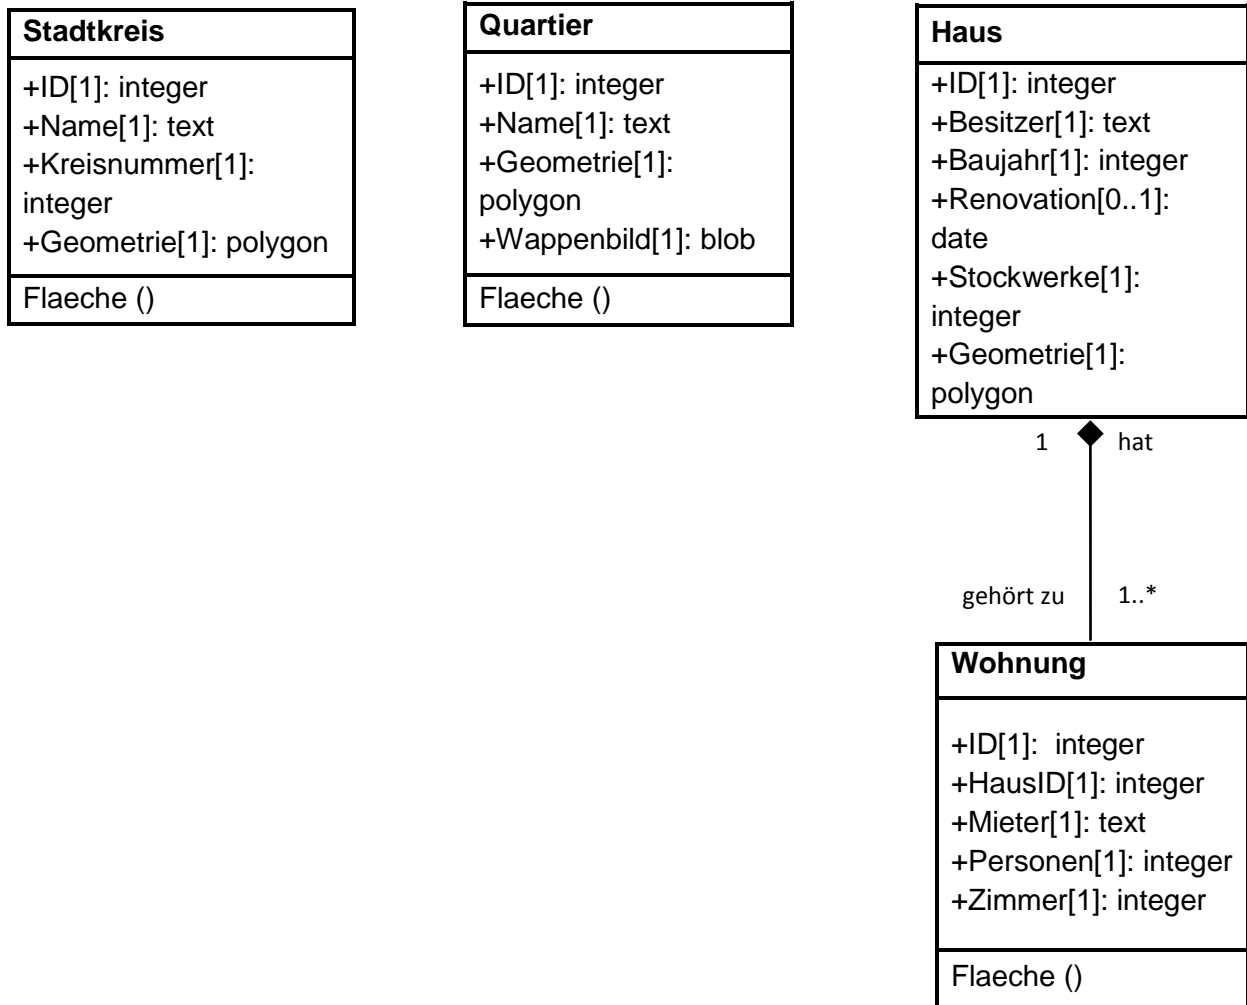 Stadtkreis
+ID[1]: integer
+Name[1]: text
+Kreisnummer[1]:
integer
+Geometrie[1]: polygon
Flaeche ()
Quartier
+ID[1]: integer
+Name[1]: text
+Geometrie[1]:
polygon
+Wappenbild[1]: blob
Flaeche ()
Haus
+ID[1]: integer
+Besitzer[1]: text
+Baujahr[1]: integer
+Renovation[0..1]:
date
+Stockwerke[1]:
integer
+Geometrie[1]:
polygon
1 hat
gehört zu 1..*
Wohnung
+ID[1]: integer
+HausID[1]: integer
+Mieter[1]: text
+Personen[1]: integer
+Zimmer[1]: integer
Flaeche ()